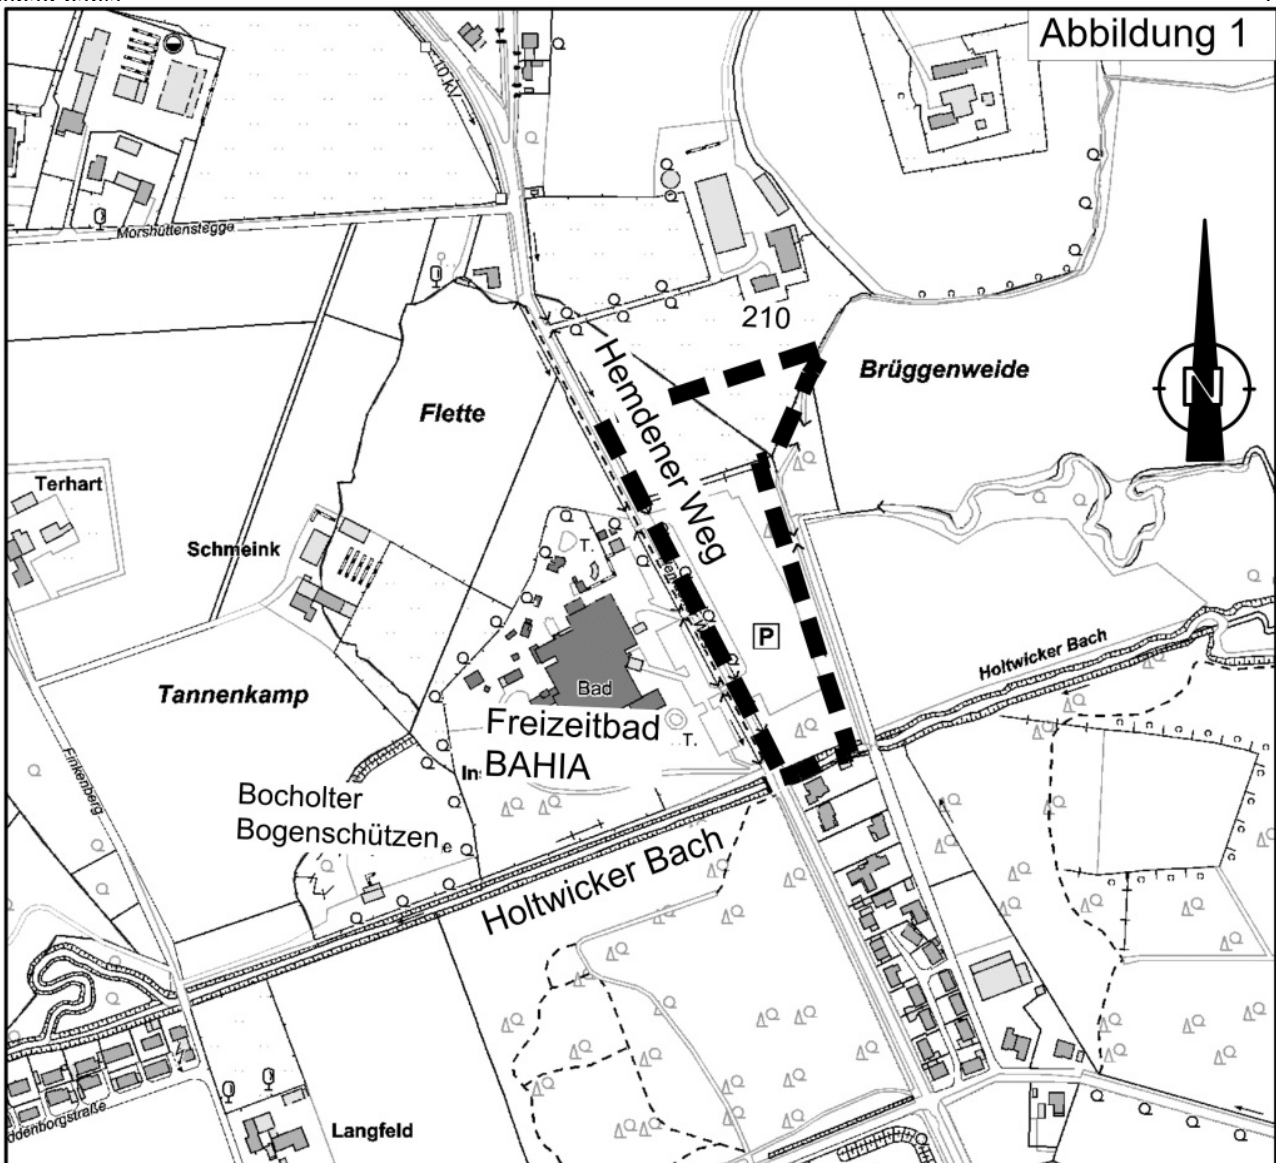 Abbildung 1
10 kV
Morshüttenstegge
210
Hemdener Weg
Brüggenweide
N
Flette
Terhart
Schmeink
T.
P
Holtwicker Bach
Tannenkamp
Bad
Freizeitbad
BAHIA
T.
Finkenberg
Bocholter
Bogenschützen
Holtwicker Bach
Langfeld